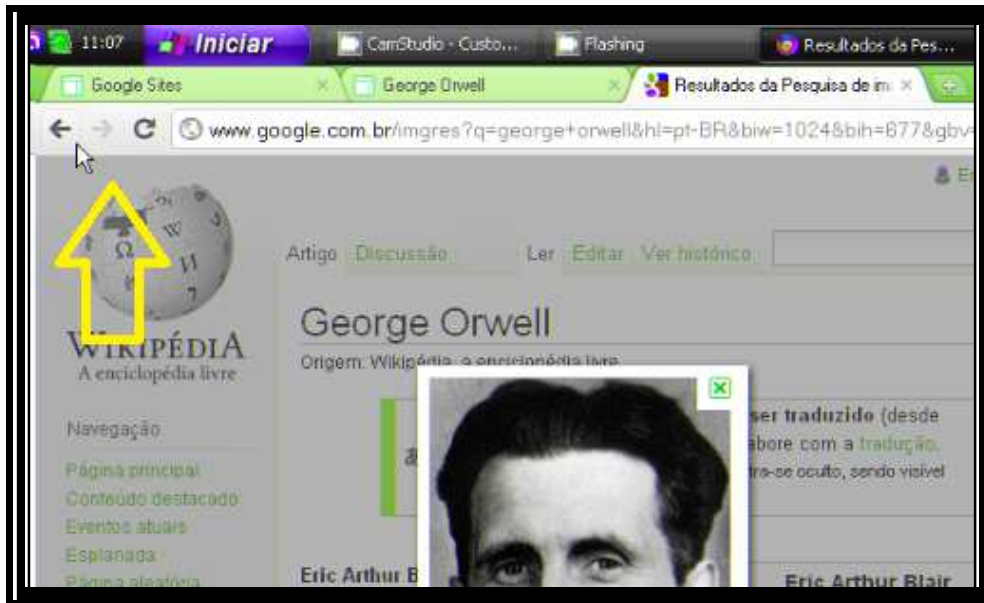 11:07 Iniciar CamStudio - Custo... Flashing Resultados da Pes...
Google Sites George Orwell Resultados da Pesquisa de im
www.google.com.br/imgres?q=george+orwell&hl=pt-BR&biw=1024&bih=677&gbv=
Artigo Discussão Ler Editar Ver histórico
George Orwell
WIKIPÉDIA
A enciclopédia livre
Origem: Wikipédia, a enciclopédia livre.
ser traduzido (desde
abore com a tradução.
tra-se oculto, sendo visível
Navegação
Página principal
Conteúdo destacado
Eventos atuais
Esplanada
Página aleatória
Eric Arthur B
Eric Arthur Blair